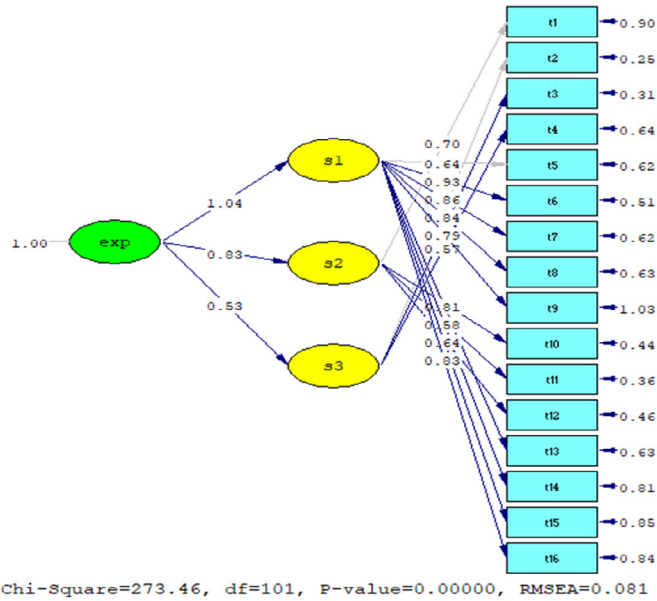 t1
0.90
t2
0.25
t3
0.31
t4
0.64
t5
0.62
t6
0.51
t7
0.62
t8
0.63
t9
1.03
t10
0.44
t11
0.36
t12
0.46
t13
0.63
t14
0.81
t15
0.85
t16
0.84
s1
s2
s3
exp
1.00
1.04
0.83
0.53
0.70
0.64
0.93
0.86
0.84
0.79
0.57
0.81
0.58
0.64
0.83
Chi-Square=273.46, df=101, P-value=0.00000, RMSEA=0.081